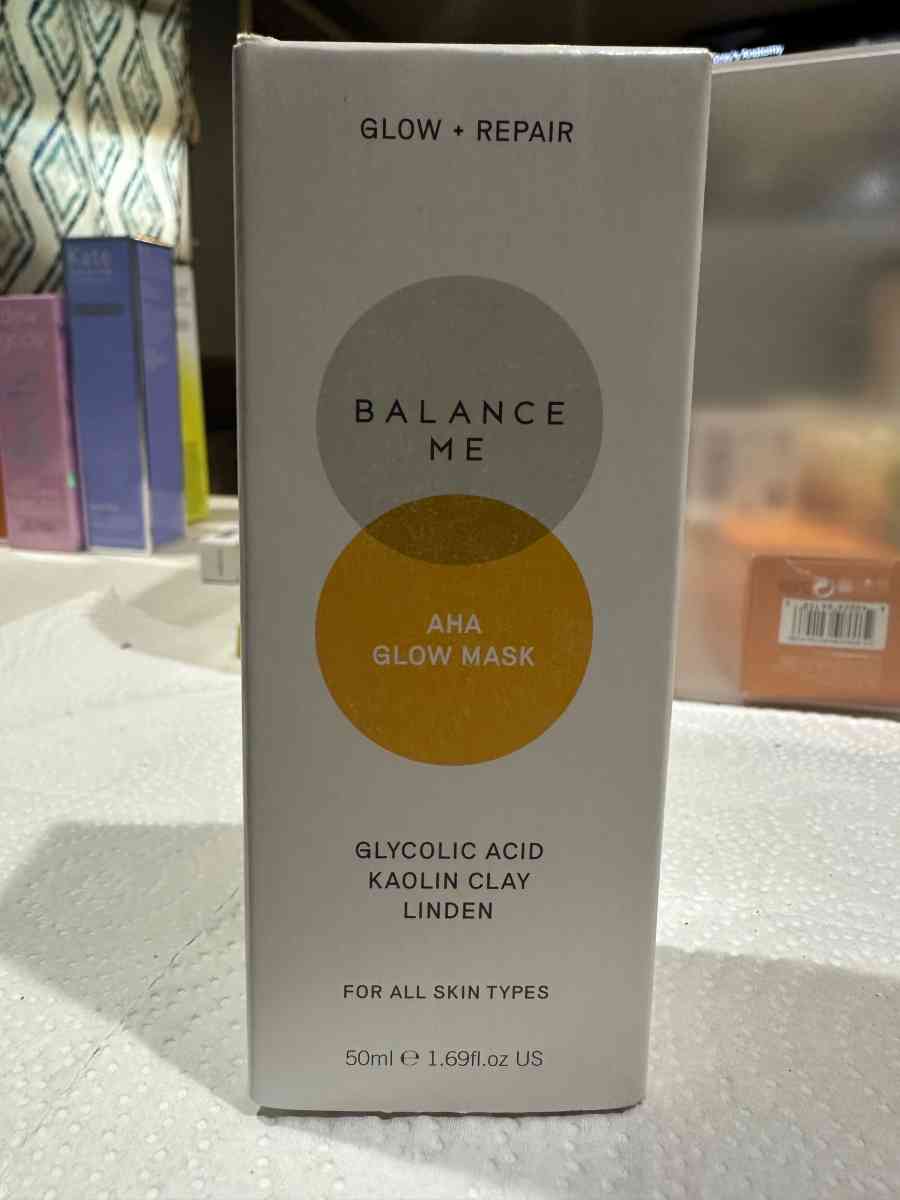 GLOW + REPAIR
BALANCE
ME
AHA
GLOW MASK
GLYCOLIC ACID
KAOLIN CLAY
LINDEN
FOR ALL SKIN TYPES
50ml ℮ 1.69fl.oz US
Kate